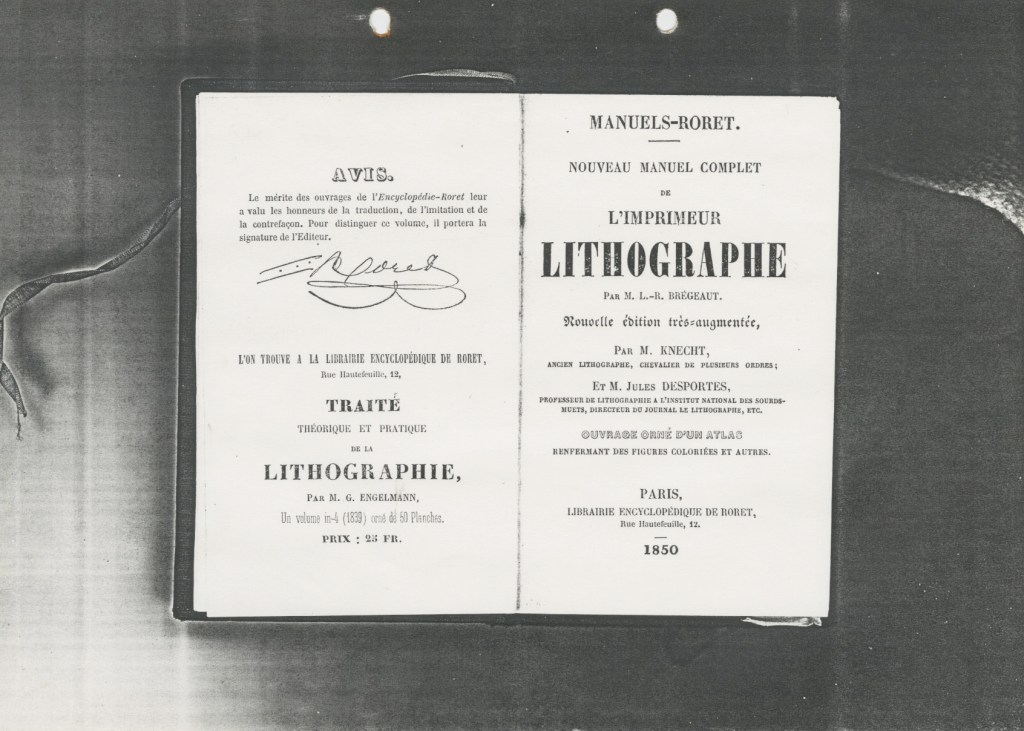 AVIS.
Le mérite des ouvrages de l'Encyclopédie-Roret leur
a valu les honneurs de la traduction, de l'imitation et de
la contrefaçon. Pour distinguer ce volume, il portera la
signature de l'Editeur.
Roret
L'ON TROUVE A LA LIBRAIRIE ENCYCLOPÉDIQUE DE RORET,
Rue Hautefeuille, 12,
TRAITÉ
THÉORIQUE ET PRATIQUE
DE LA
LITHOGRAPHIE,
PAR M. G. ENGELMANN,
Un volume in-4 (1839) orné de 50 Planches.
PRIX : 25 FR.
MANUELS-RORET.
NOUVEAU MANUEL COMPLET
DE
L'IMPRIMEUR
LITHOGRAPHE
PAR M. L.-R. BRÉGEAUT.
Nouvelle édition très-augmentée,
PAR M. KNECHT,
ANCIEN LITHOGRAPHE, CHEVALIER DE PLUSIEURS ORDRES;
ET M. JULES DESPORTES,
PROFESSEUR DE LITHOGRAPHIE A L'INSTITUT NATIONAL DES SOURDS-
MUETS, DIRECTEUR DU JOURNAL LE LITHOGRAPHE, ETC.
OUVRAGE ORNÉ D'UN ATLAS
RENFERMANT DES FIGURES COLORIÉES ET AUTRES.
PARIS,
LIBRAIRIE ENCYCLOPÉDIQUE DE RORET,
Rue Hautefeuille, 12.
1850